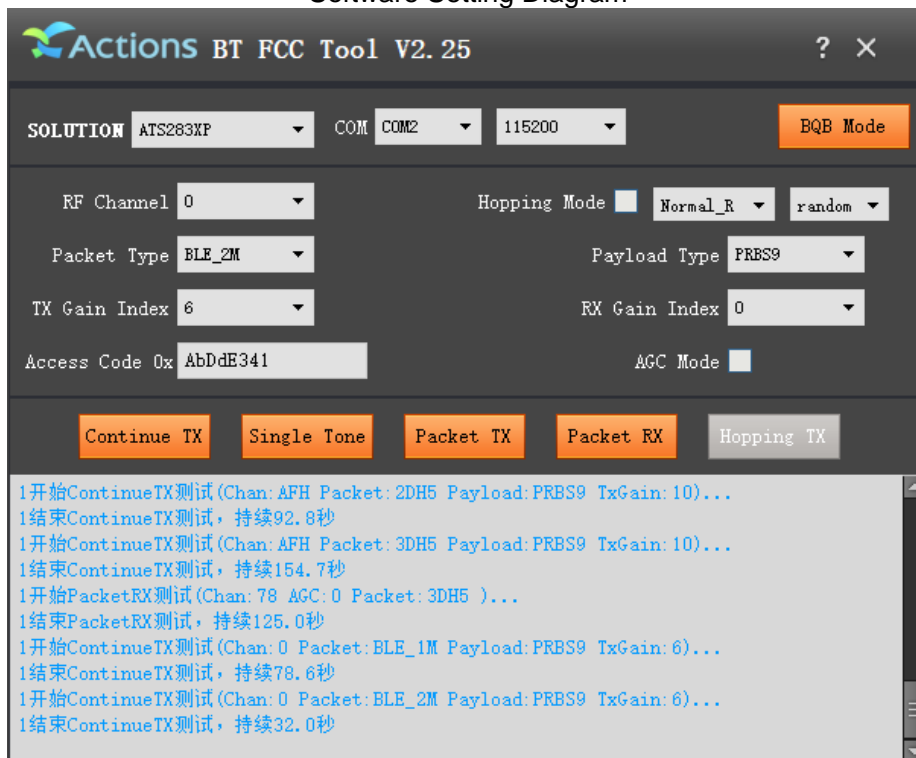 Software Setting Diagram
Actions BT FCC Tool V2.25 ? ×
SOLUTION ATS283XP COM COM2 115200 BQB Mode
RF Channel 0 Hopping Mode Normal_R random
Packet Type BLE_2M Payload Type PRBS9
TX Gain Index 6 RX Gain Index 0
Access Code 0x AbDdE341 AGC Mode
Continue TX Single Tone Packet TX Packet RX Hopping TX
1开始ContinueTX测试(Chan:AFH Packet:2DH5 Payload:PRBS9 TxGain:10)...
1结束ContinueTX测试，持续92.8秒
1开始ContinueTX测试(Chan:AFH Packet:3DH5 Payload:PRBS9 TxGain:10)...
1结束ContinueTX测试，持续154.7秒
1开始PacketRX测试(Chan:78 AGC:0 Packet:3DH5 )...
1结束PacketRX测试，持续125.0秒
1开始ContinueTX测试(Chan:0 Packet:BLE_1M Payload:PRBS9 TxGain:6)...
1结束ContinueTX测试，持续78.6秒
1开始ContinueTX测试(Chan:0 Packet:BLE_2M Payload:PRBS9 TxGain:6)...
1结束ContinueTX测试，持续32.0秒